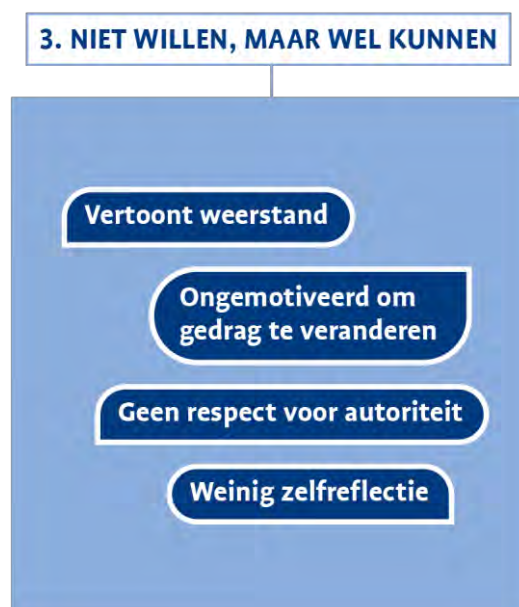 3. NIET WILLEN, MAAR WEL KUNNEN
Vertoont weerstand
Ongemotiveerd om
gedrag te veranderen
Geen respect voor autoriteit
Weinig zelfreflectie